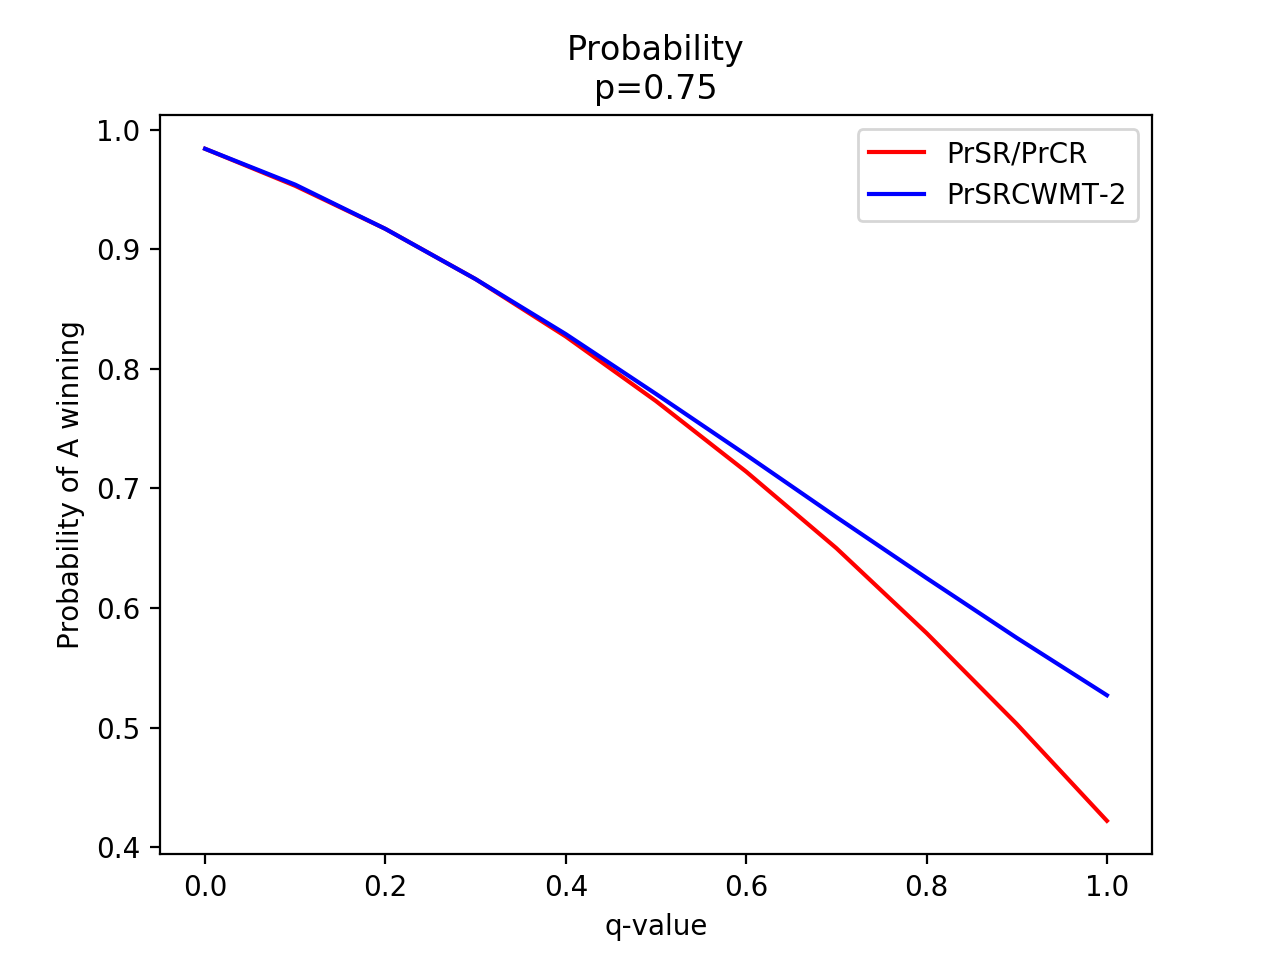 Probability
p=0.75
PrSR/PrCR
PrSRCWMT-2
Probability of A winning
1.0
0.9
0.8
0.7
0.6
0.5
0.4
0.0 0.2 0.4 0.6 0.8 1.0
q-value